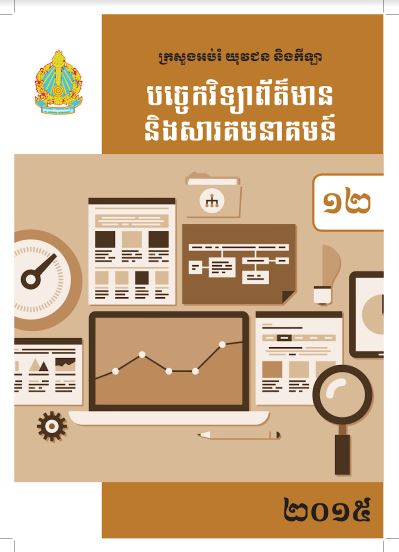 ក្រសួងអប់រំ យុវជន និងកីឡា
បច្ចេកវិទ្យាព័ត៌មាន
និងសារគមនាគមន៍
១២
២០១៥